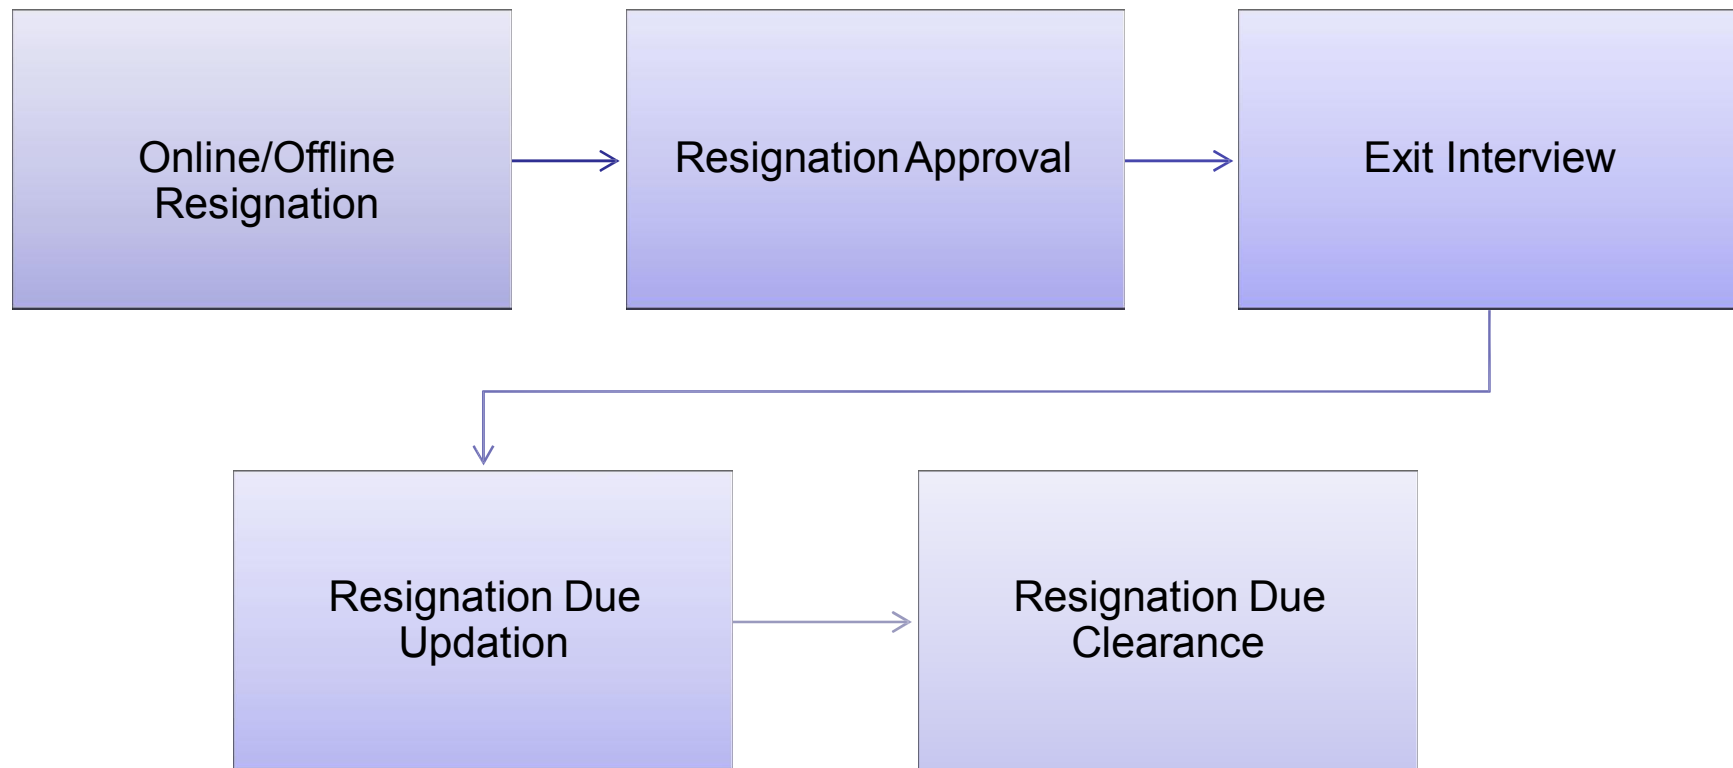 Online/Offline
Resignation
Resignation Approval
Exit Interview
Resignation Due
Updation
Resignation Due
Clearance